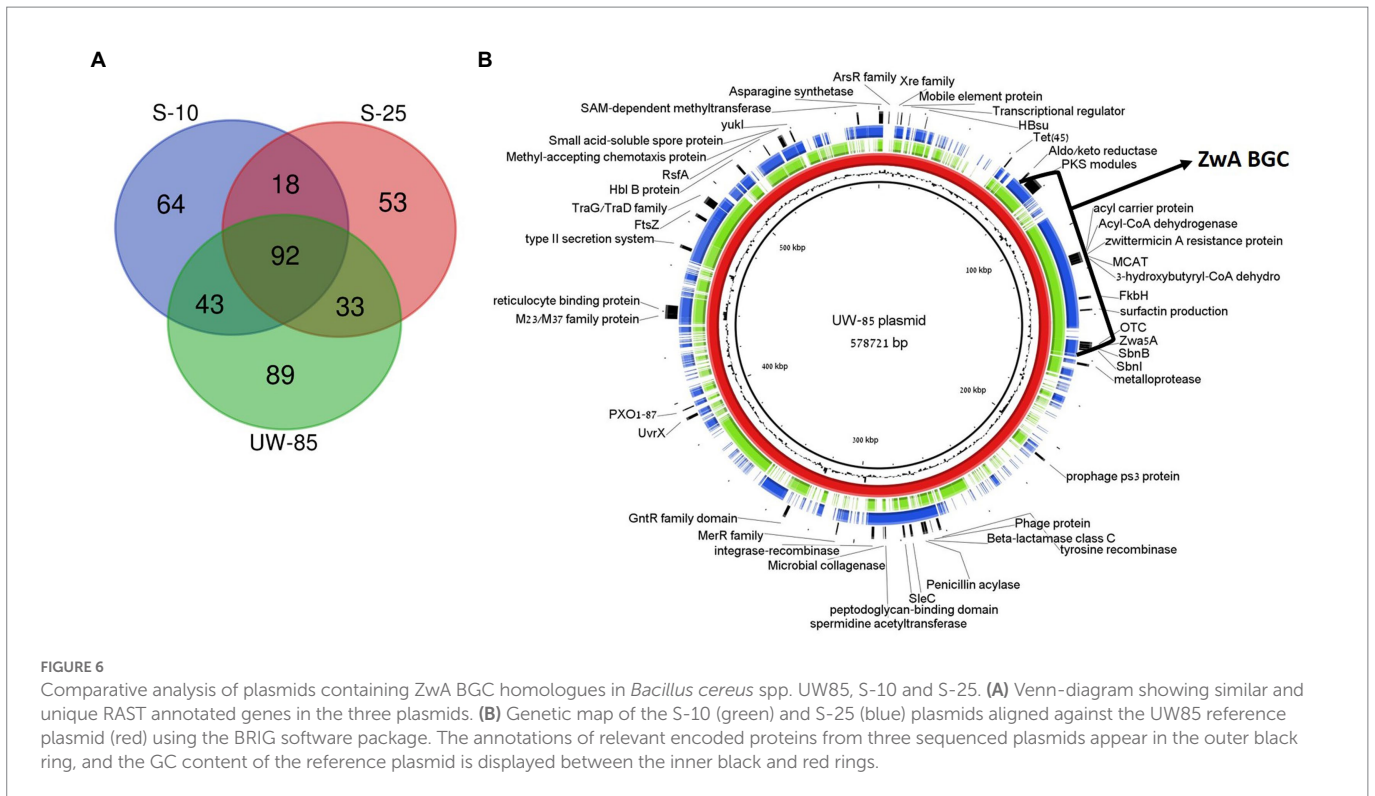 A
S-10
S-25
64
18
53
92
43
33
89
UW-85
B
ArsR family
Xre family
Asparagine synthetase
Mobile element protein
SAM-dependent methyltransferase
Transcriptional regulator
yukI
HBsu
Small acid-soluble spore protein
Tet(45)
Methyl-accepting chemotaxis protein
Aldo/keto reductase
RsfA
PKS modules
ZwA BGC
Hbl B protein
TraG/TraD family
FtsZ
type II secretion system
acyl carrier protein
Acyl-CoA dehydrogenase
zwittermicin A resistance protein
MCAT
3-hydroxybutyryl-CoA dehydro
reticulocyte binding protein
M23/M37 family protein
FkbH
surfactin production
OTC
Zwa5A
SbnB
SbnI
metalloprotease
500 kbp
100 kbp
UW-85 plasmid
578721 bp
400 kbp
200 kbp
300 kbp
PXO1-87
UvrX
prophage ps3 protein
GntR family domain
MerR family
integrase-recombinase
Microbial collagenase
Phage protein
Beta-lactamase class C
tyrosine recombinase
Penicillin acylase
SleC
peptodoglycan-binding domain
spermidine acetyltransferase
FIGURE 6
Comparative analysis of plasmids containing ZwA BGC homologues in Bacillus cereus spp. UW85, S-10 and S-25. (A) Venn-diagram showing similar and
unique RAST annotated genes in the three plasmids. (B) Genetic map of the S-10 (green) and S-25 (blue) plasmids aligned against the UW85 reference
plasmid (red) using the BRIG software package. The annotations of relevant encoded proteins from three sequenced plasmids appear in the outer black
ring, and the GC content of the reference plasmid is displayed between the inner black and red rings.